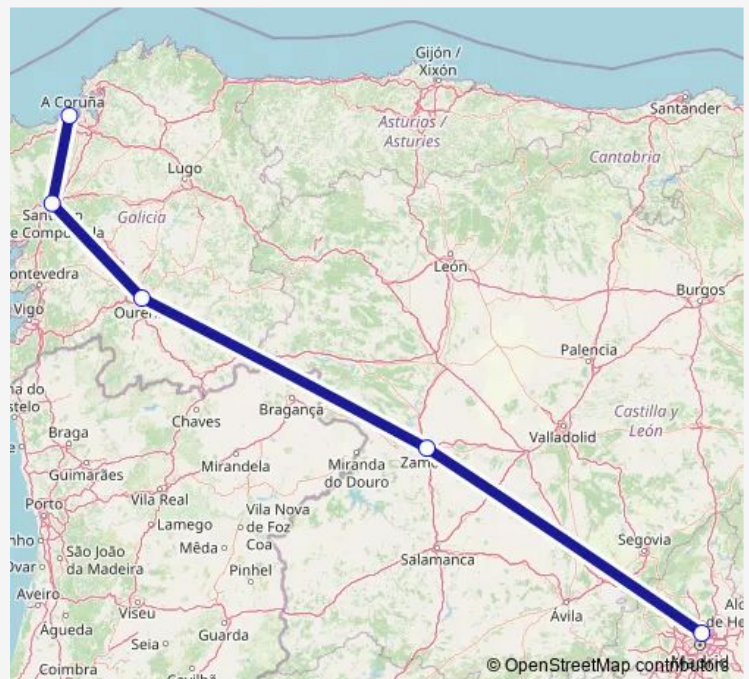 Gijón /
Xixón
A Coruña
Santander
Asturias /
Asturies
Cantabria
Lugo
Galicia
León
Burgos
Vigo
Palencia
Castilla y
León
Bragança
Chaves
Valladolid
Braga
Mirandela
Miranda
do Douro
Guimarães
Porto
Vila Real
Vila Nova
de Foz
Coa
Lamego
Mêda
São João
da Madeira
Pinhel
Segovia
Salamanca
Aveiro
Viseu
Ávila
Águeda
Guarda
Seia
Coimbra
© OpenStreetMap contributors